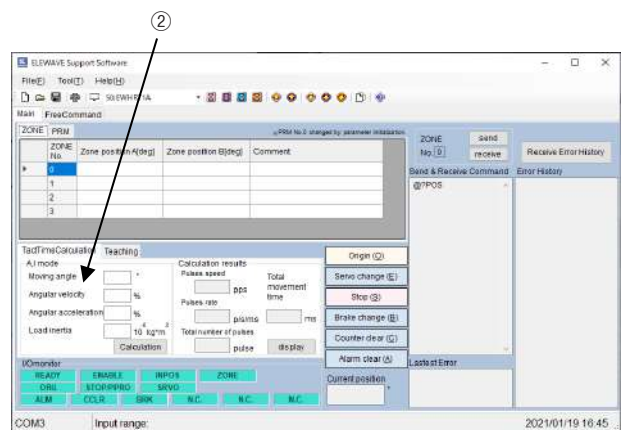 ②
ELEWAVE Support Software
File(F) Tool(T) Help(H)
Main FreeCommand
ZONE PRM
ZONE No. Zone position A[deg] Zone position B[deg] Comment
0
1
2
3
ZONE No. 0 send receive
Receive Error History
Send & Receive Command Error History
@?POS
TactTimeCalculation Teaching
A,I mode
Moving angle °
Angular velocity %
Angular acceleration %
Load inertia 10 kg*m
Calculation
Calculation results
Pulses speed pps
Pulses rate p/s/ms
Total number of pulses pulse
Total movement time ms
display
Origin (O)
Servo change (E)
Stop (S)
Brake change (B)
Counter clear (C)
Alarm clear (A)
Lastest Error
Current position °
I/Omonitor
READY ENABLE INPOS ZONE
ORG STOP/PPRO SRVO
ALM CCLR N.C. N.C. N.C.
COM3 Input range: 2021/01/19 16:45